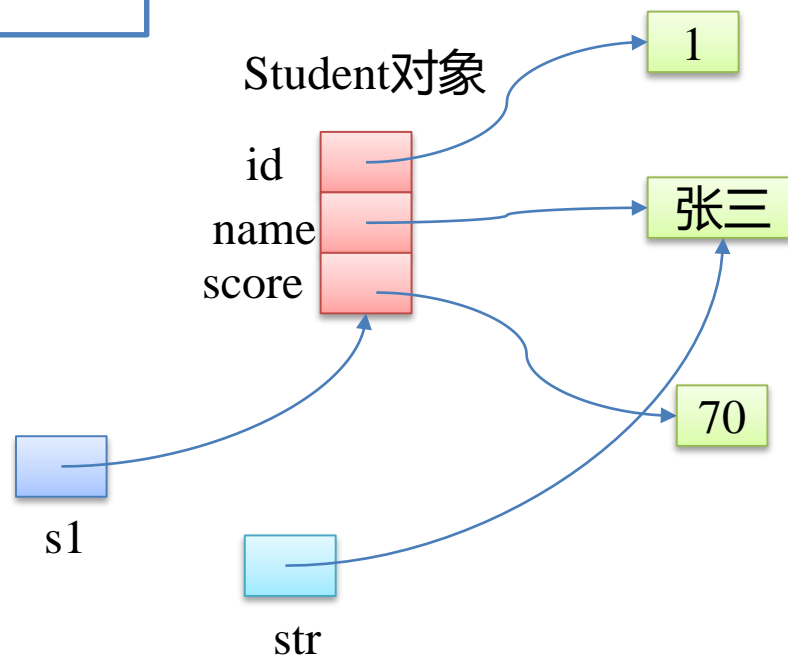 1
Student对象
id
name
张三
score
70
s1
str